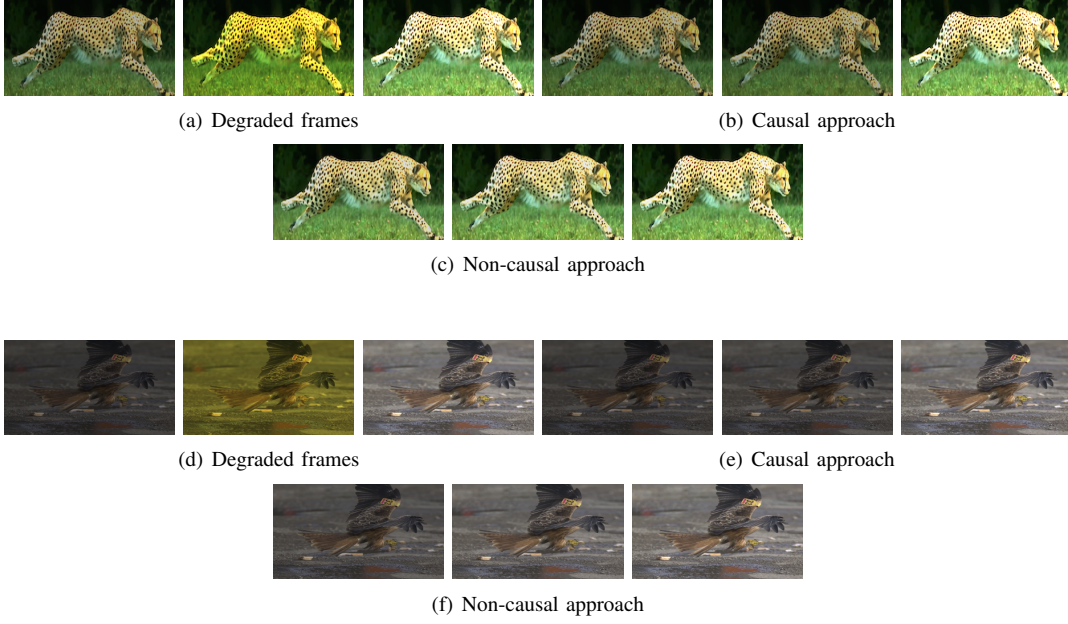 (a) Degraded frames
(b) Causal approach
(c) Non-causal approach
(d) Degraded frames
(e) Causal approach
(f) Non-causal approach